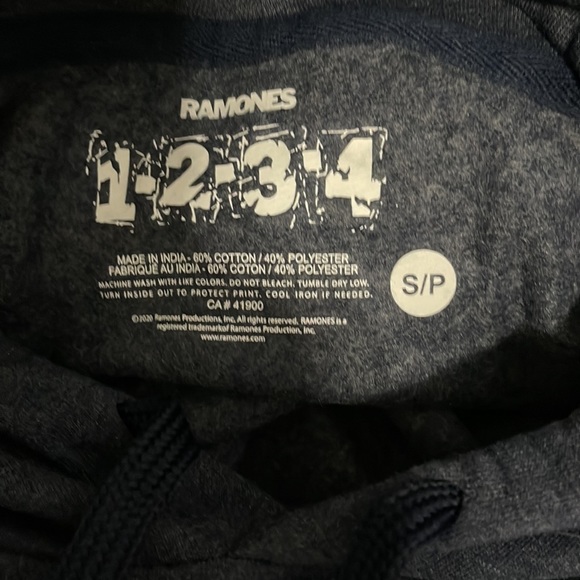 RAMONES
1-2-3-4
MADE IN INDIA - 60% COTTON / 40% POLYESTER
FABRIQUÉ AU INDIA - 60% COTON / 40% POLYESTER
MACHINE WASH WITH LIKE COLORS. DO NOT BLEACH. TUMBLE DRY LOW.
TURN INSIDE OUT TO PROTECT PRINT. COOL IRON IF NEEDED.
CA # 41900
S/P
©2020 Ramones Productions, Inc. All rights reserved, RAMONES is a
registered trademarkof Ramones Production, Inc.
www.ramones.com